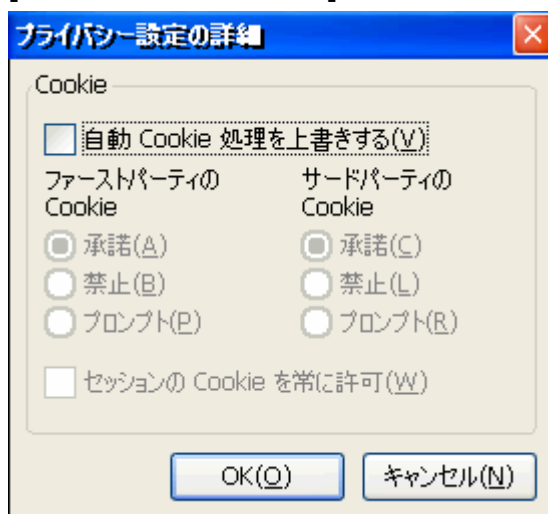 プライバシー設定の詳細
Cookie
自動 Cookie 処理を上書きする(V)
ファーストパーティの
Cookie
サードパーティの
Cookie
承諾(A)
承諾(C)
禁止(B)
禁止(L)
プロンプト(P)
プロンプト(R)
セッションの Cookie を常に許可(W)
OK(O)
キャンセル(N)